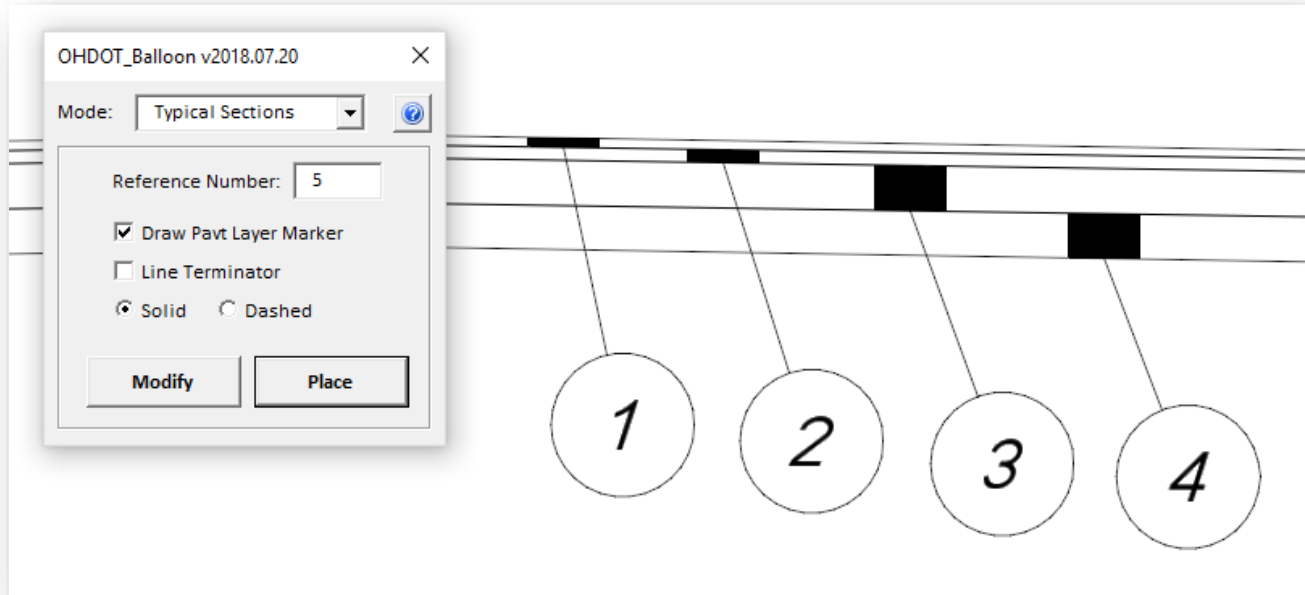 OHDOT_Balloon v2018.07.20
Mode: Typical Sections
Reference Number: 5
Draw Pavt Layer Marker
Line Terminator
Solid Dashed
Modify Place
1 2 3 4